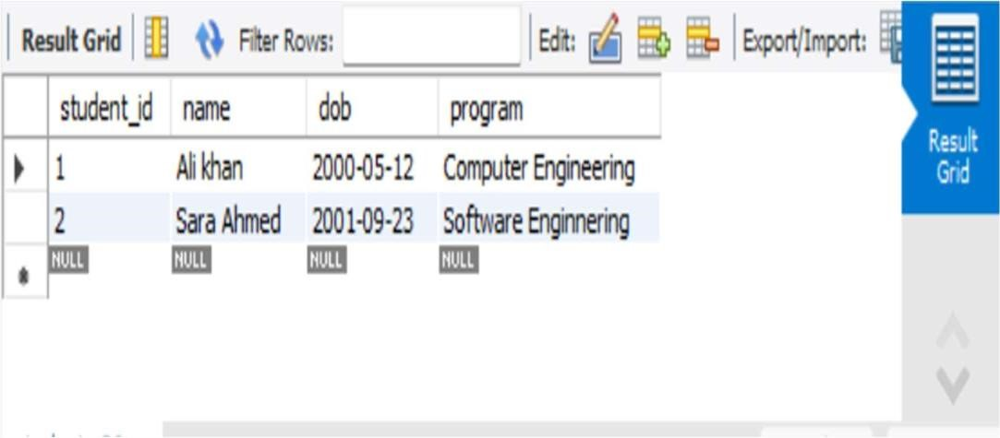 Result Grid Filter Rows: Edit: Export/Import:
student_id name dob program
1 Ali khan 2000-05-12 Computer Engineering
2 Sara Ahmed 2001-09-23 Software Enginnering
NULL NULL NULL NULL
Result
Grid